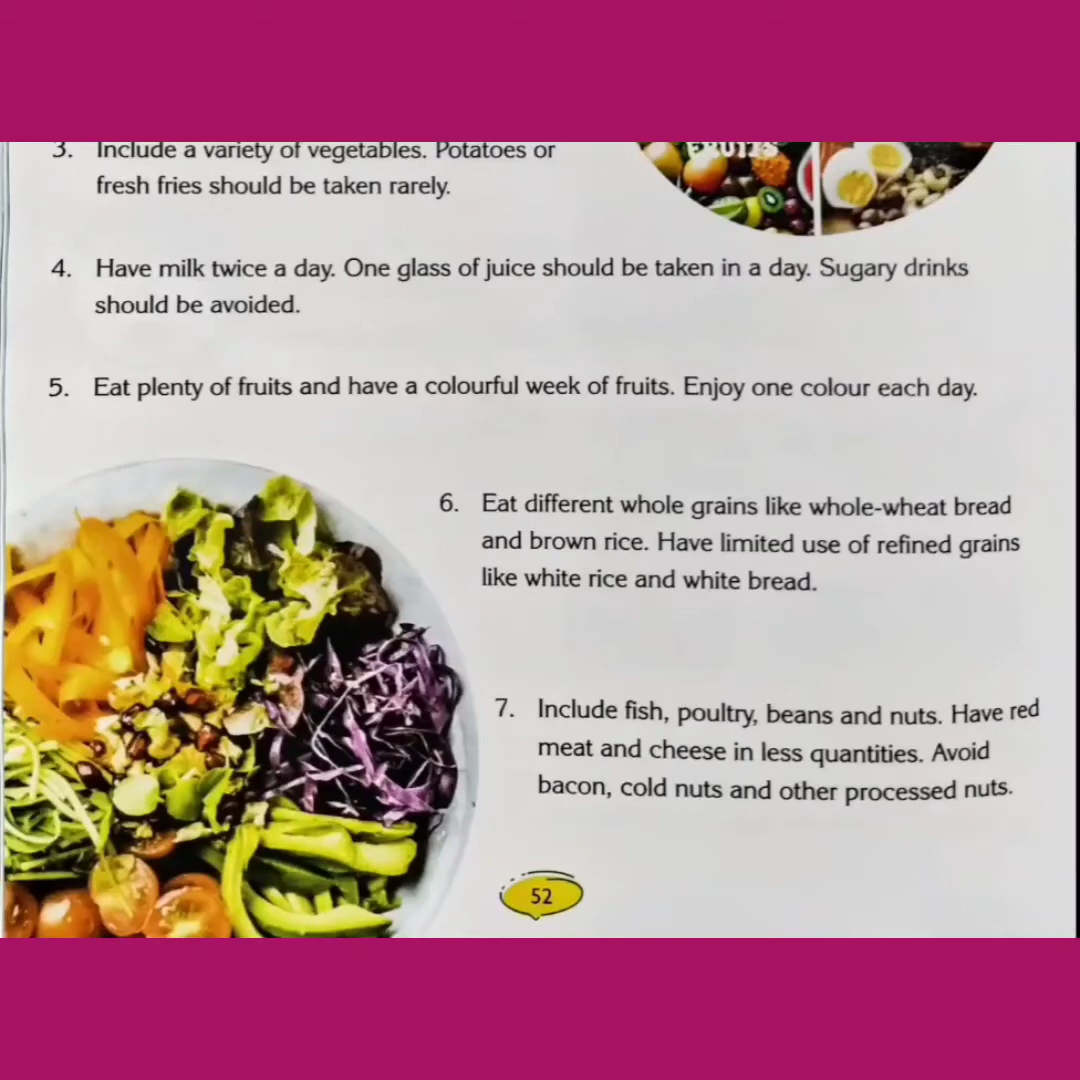 FRUITS
3. Include a variety of vegetables. Potatoes or
fresh fries should be taken rarely.
4. Have milk twice a day. One glass of juice should be taken in a day. Sugary drinks
should be avoided.
5. Eat plenty of fruits and have a colourful week of fruits. Enjoy one colour each day.
6. Eat different whole grains like whole-wheat bread
and brown rice. Have limited use of refined grains
like white rice and white bread.
7. Include fish, poultry, beans and nuts. Have red
meat and cheese in less quantities. Avoid
bacon, cold nuts and other processed nuts.
52